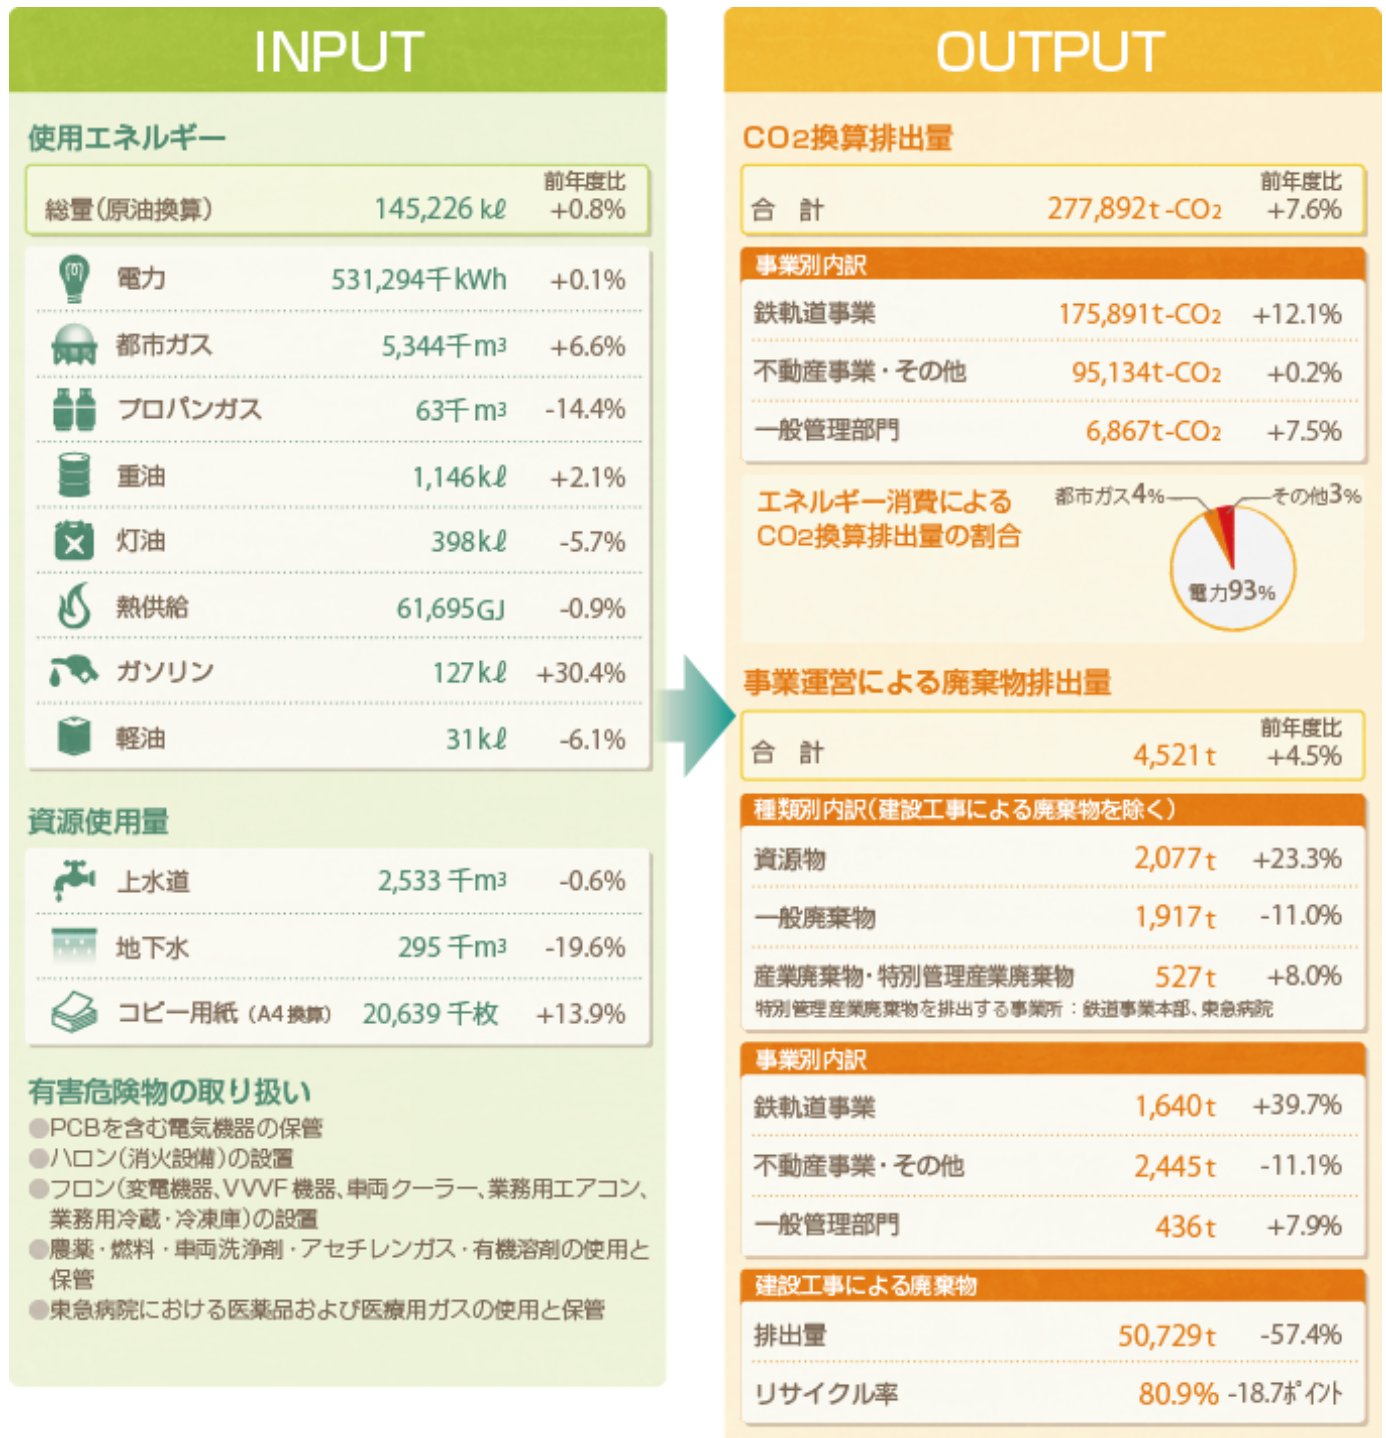 INPUT
使用エネルギー
前年度比
総量(原油換算) 145,226 kℓ +0.8%
電力 531,294千kWh +0.1%
都市ガス 5,344千m3 +6.6%
プロパンガス 63千m3 -14.4%
重油 1,146kℓ +2.1%
灯油 398kℓ -5.7%
熱供給 61,695GJ -0.9%
ガソリン 127kℓ +30.4%
軽油 31kℓ -6.1%
資源使用量
上水道 2,533千m3 -0.6%
地下水 295千m3 -19.6%
コピー用紙(A4換算) 20,639千枚 +13.9%
有害危険物の取り扱い
●PCBを含む電気機器の保管
●ハロン(消火設備)の設置
●フロン(変電機器、VVVF機器、車両クーラー、業務用エアコン、
業務用冷蔵・冷凍庫)の設置
●農薬・燃料・車両洗浄剤・アセチレンガス・有機溶剤の使用と
保管
●東急病院における医薬品および医療用ガスの使用と保管
OUTPUT
CO2換算排出量
前年度比
合 計 277,892t-CO2 +7.6%
事業別内訳
鉄軌道事業 175,891t-CO2 +12.1%
不動産事業・その他 95,134t-CO2 +0.2%
一般管理部門 6,867t-CO2 +7.5%
エネルギー消費による
CO2換算排出量の割合
都市ガス4%
その他3%
電力93%
事業運営による廃棄物排出量
前年度比
合 計 4,521t +4.5%
種類別内訳(建設工事による廃棄物を除く)
資源物 2,077t +23.3%
一般廃棄物 1,917t -11.0%
産業廃棄物・特別管理産業廃棄物 527t +8.0%
特別管理産業廃棄物を排出する事業所：鉄道事業本部、東急病院
事業別内訳
鉄軌道事業 1,640t +39.7%
不動産事業・その他 2,445t -11.1%
一般管理部門 436t +7.9%
建設工事による廃棄物
排出量 50,729t -57.4%
リサイクル率 80.9% -18.7ﾎﾟｲﾝﾄ